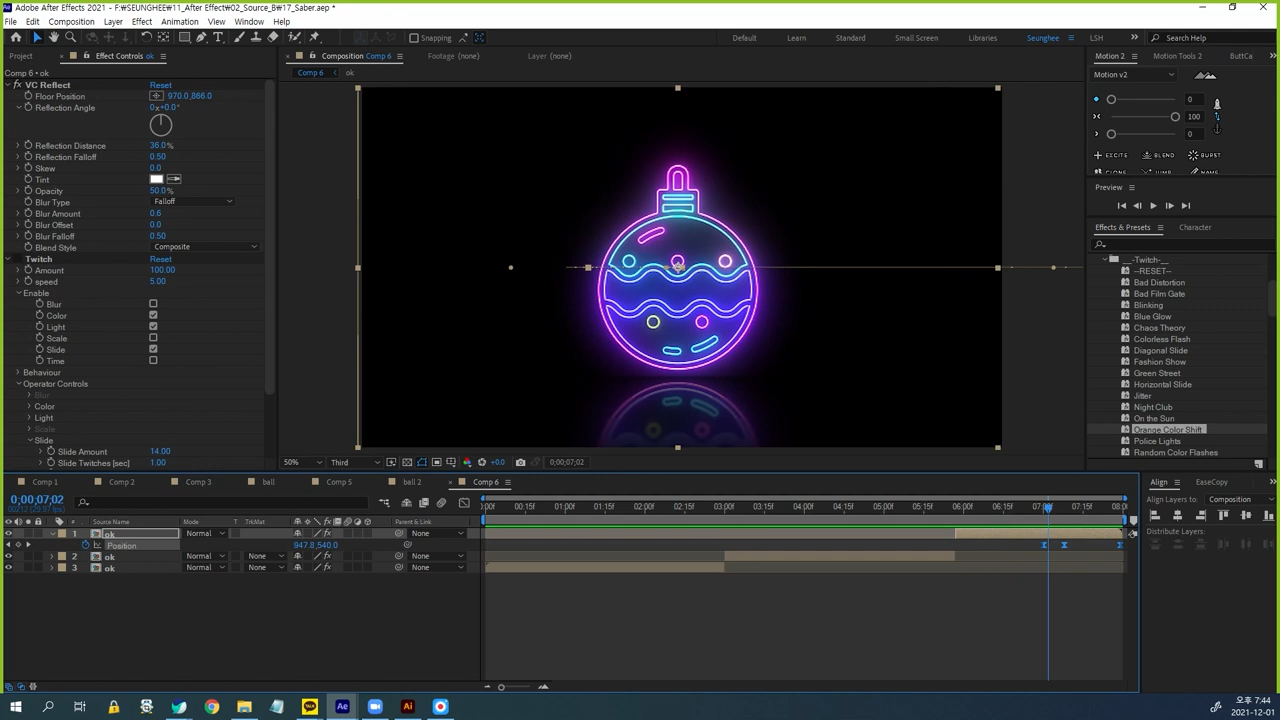 Adobe After Effects 2021 - F:₩SEUNGHEE₩11_After Effect₩02_Source_B₩17_Saber.aep *
File Edit Composition Layer Effect Animation View Window Help
Snapping
Default Learn Standard Small Screen Libraries Seunghee LSH Search Help
Project Effect Controls ok
Comp 6 • ok
VC Reflect Reset
Floor Position 970.0,866.0
Reflection Angle 0x+0.0°
Reflection Distance 36.0%
Reflection Falloff 0.50
Skew 0.0
Tint
Opacity 50.0%
Blur Type Falloff
Blur Amount 0.6
Blur Offset 0.0
Blur Falloff 0.50
Blend Style Composite
Twitch Reset
Amount 100.00
speed 5.00
Enable
Blur
Color
Light
Scale
Slide
Time
Behaviour
Operator Controls
Blur
Color
Light
Scale
Slide
Slide Amount 14.00
Slide Twitches [sec] 1.00
Composition Comp 6 Footage (none) Layer (none)
Comp 6 ok
50% Third +0.0 0;00;07;02
Motion 2 Motion Tools 2 ButtCa
Motion v2
0
100
0
EXCITE BLEND BURST
Preview
Effects & Presets Character
__-Twitch-__
--RESET--
Bad Distortion
Bad Film Gate
Blinking
Blue Glow
Chaos Theory
Colorless Flash
Diagonal Slide
Fashion Show
Green Street
Horizontal Slide
Jitter
Night Club
On the Sun
Orange Color Shift
Police Lights
Random Color Flashes
Comp 1 Comp 2 Comp 3 ball Comp 5 ball 2 Comp 6
0;00;07;02
00212 (29.97 fps)
# Source Name Mode T TrkMat Parent & Link
1 ok Normal None
Position 947.8,540.0
2 ok Normal None None
3 ok Normal None None
00:15f 01:00f 01:15f 02:00f 02:15f 03:00f 03:15f 04:00f 04:15f 05:00f 05:15f 06:00f 06:15f 07:15f 08:0
Align EaseCopy
Align Layers to: Composition
Distribute Layers:
오후 7:44
2021-12-01